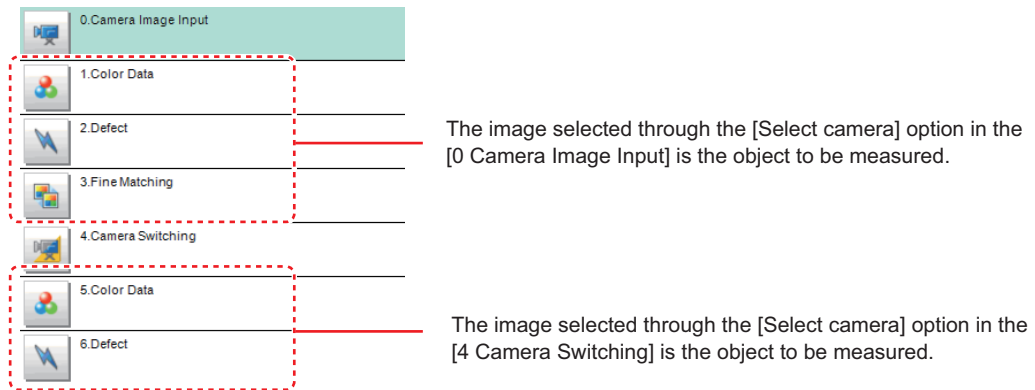 0.Camera Image Input
1.Color Data
2.Defect
The image selected through the [Select camera] option in the
[0 Camera Image Input] is the object to be measured.
3.Fine Matching
4.Camera Switching
5.Color Data
6.Defect
The image selected through the [Select camera] option in the
[4 Camera Switching] is the object to be measured.